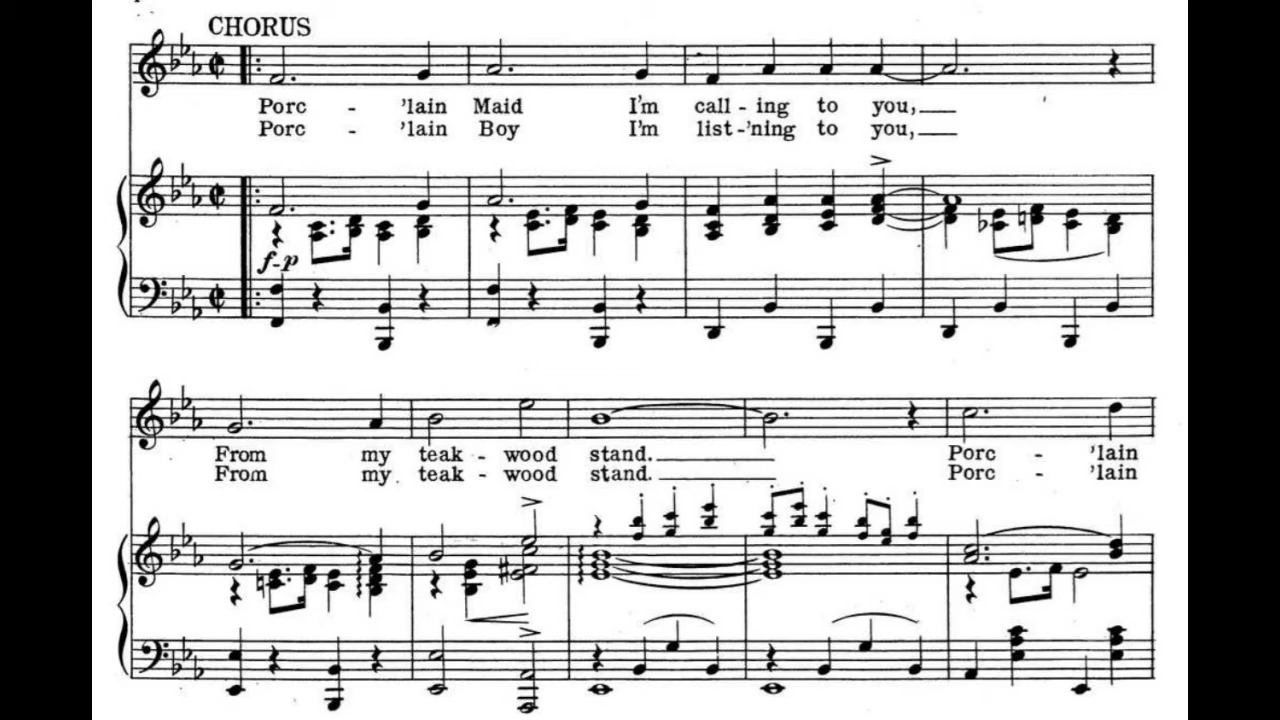 CHORUS
Porc - 'lain Maid I'm call - ing to you,
Porc - 'lain Boy I'm list -'ning to you,
f-p
From my teak - wood stand. Porc - 'lain
From my teak - wood stand. Porc - 'lain